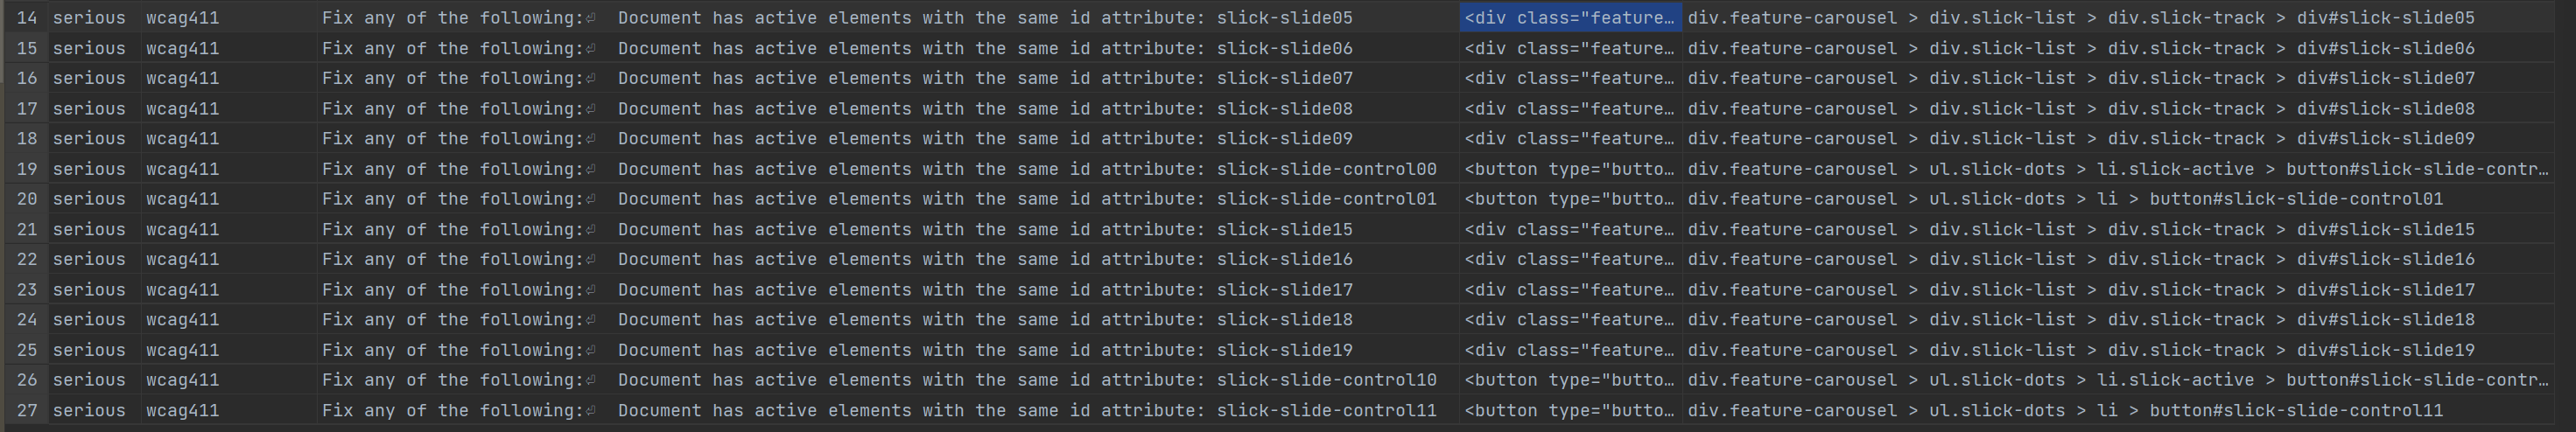 14 serious wcag411 Fix any of the following:⏎ Document has active elements with the same id attribute: slick-slide05 <div class="feature… div.feature-carousel > div.slick-list > div.slick-track > div#slick-slide05
15 serious wcag411 Fix any of the following:⏎ Document has active elements with the same id attribute: slick-slide06 <div class="feature… div.feature-carousel > div.slick-list > div.slick-track > div#slick-slide06
16 serious wcag411 Fix any of the following:⏎ Document has active elements with the same id attribute: slick-slide07 <div class="feature… div.feature-carousel > div.slick-list > div.slick-track > div#slick-slide07
17 serious wcag411 Fix any of the following:⏎ Document has active elements with the same id attribute: slick-slide08 <div class="feature… div.feature-carousel > div.slick-list > div.slick-track > div#slick-slide08
18 serious wcag411 Fix any of the following:⏎ Document has active elements with the same id attribute: slick-slide09 <div class="feature… div.feature-carousel > div.slick-list > div.slick-track > div#slick-slide09
19 serious wcag411 Fix any of the following:⏎ Document has active elements with the same id attribute: slick-slide-control00 <button type="butto… div.feature-carousel > ul.slick-dots > li.slick-active > button#slick-slide-contr…
20 serious wcag411 Fix any of the following:⏎ Document has active elements with the same id attribute: slick-slide-control01 <button type="butto… div.feature-carousel > ul.slick-dots > li > button#slick-slide-control01
21 serious wcag411 Fix any of the following:⏎ Document has active elements with the same id attribute: slick-slide15 <div class="feature… div.feature-carousel > div.slick-list > div.slick-track > div#slick-slide15
22 serious wcag411 Fix any of the following:⏎ Document has active elements with the same id attribute: slick-slide16 <div class="feature… div.feature-carousel > div.slick-list > div.slick-track > div#slick-slide16
23 serious wcag411 Fix any of the following:⏎ Document has active elements with the same id attribute: slick-slide17 <div class="feature… div.feature-carousel > div.slick-list > div.slick-track > div#slick-slide17
24 serious wcag411 Fix any of the following:⏎ Document has active elements with the same id attribute: slick-slide18 <div class="feature… div.feature-carousel > div.slick-list > div.slick-track > div#slick-slide18
25 serious wcag411 Fix any of the following:⏎ Document has active elements with the same id attribute: slick-slide19 <div class="feature… div.feature-carousel > div.slick-list > div.slick-track > div#slick-slide19
26 serious wcag411 Fix any of the following:⏎ Document has active elements with the same id attribute: slick-slide-control10 <button type="butto… div.feature-carousel > ul.slick-dots > li.slick-active > button#slick-slide-contr…
27 serious wcag411 Fix any of the following:⏎ Document has active elements with the same id attribute: slick-slide-control11 <button type="butto… div.feature-carousel > ul.slick-dots > li > button#slick-slide-control11